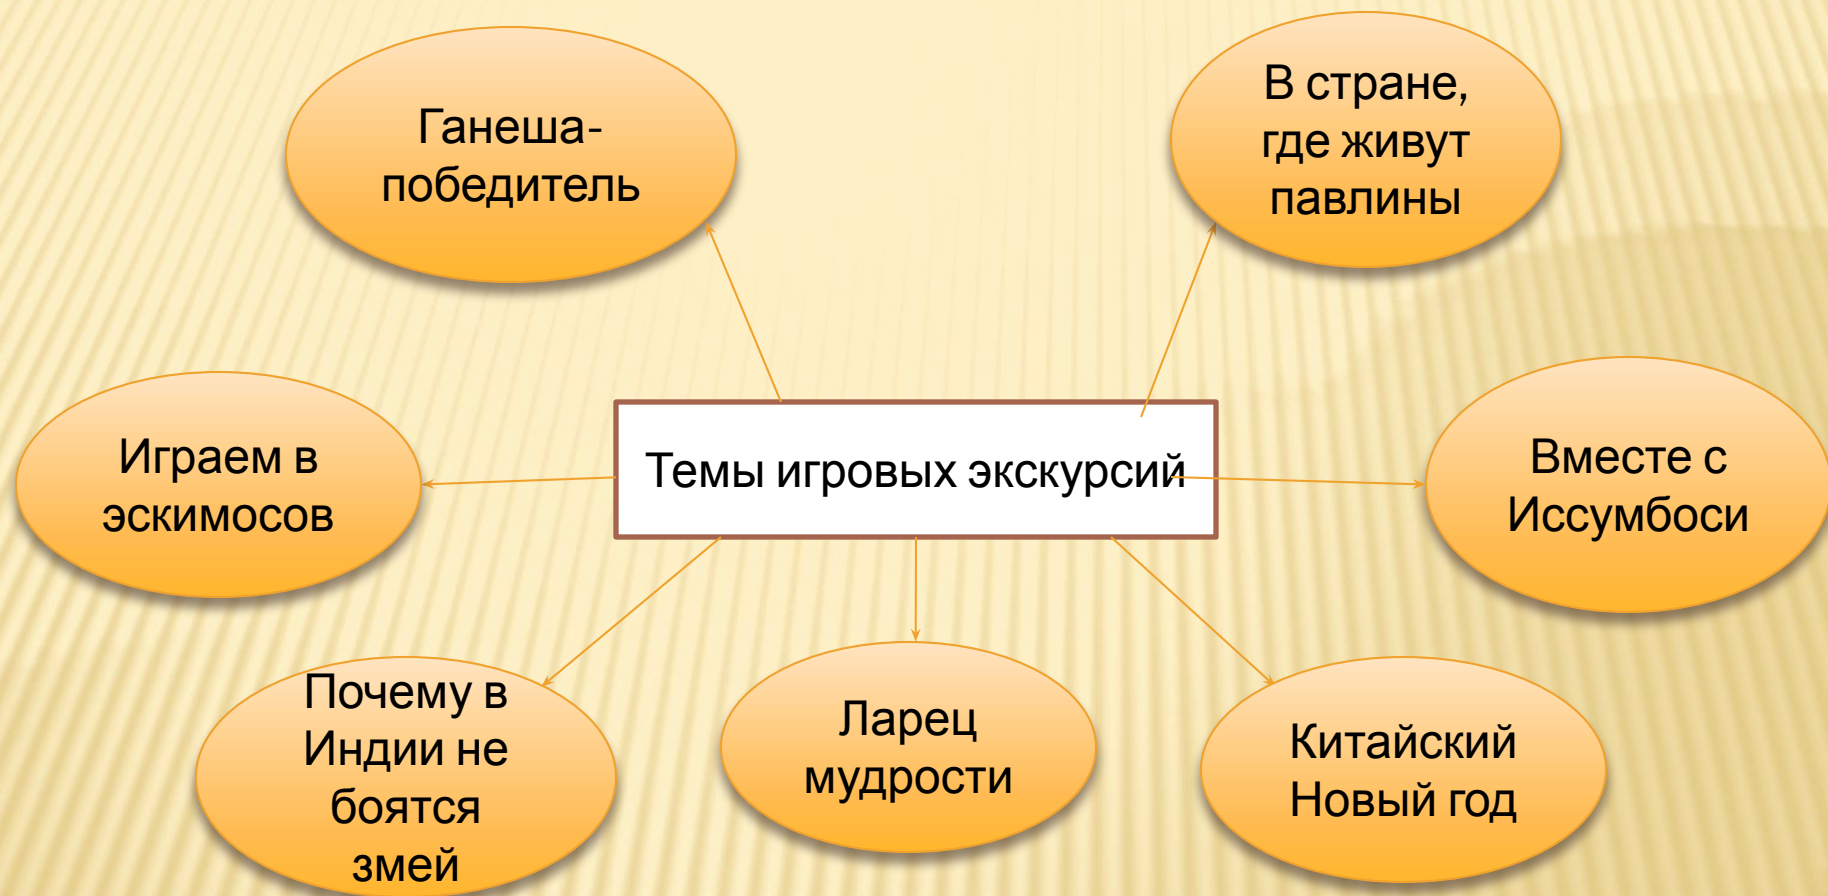 Ганеша-
победитель
В стране,
где живут
павлины
Играем в
эскимосов
Темы игровых экскурсий
Вместе с
Иссумбоси
Почему в
Индии не
боятся
змей
Ларец
мудрости
Китайский
Новый год